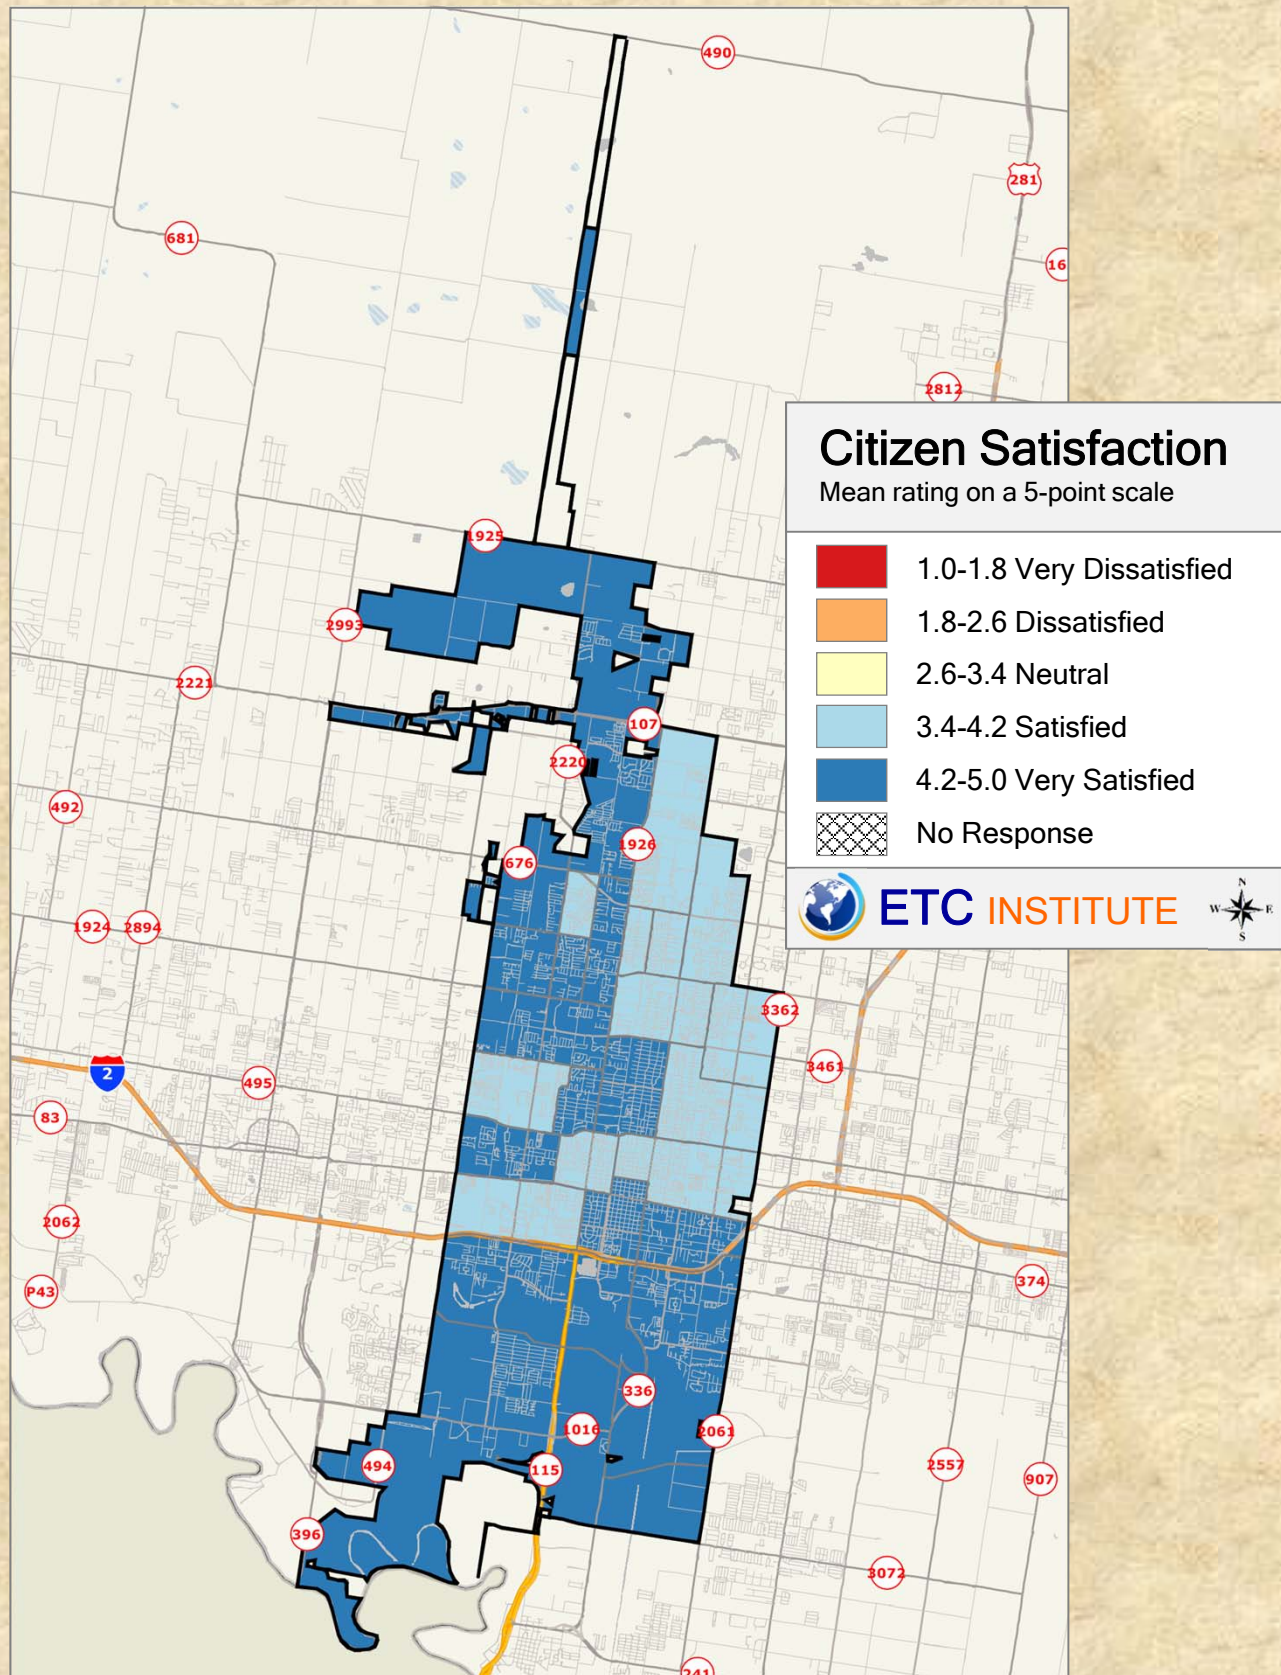 490
281
681
16
2812
Citizen Satisfaction
Mean rating on a 5-point scale
1.0-1.8 Very Dissatisfied
1.8-2.6 Dissatisfied
2.6-3.4 Neutral
3.4-4.2 Satisfied
4.2-5.0 Very Satisfied
No Response
ETC INSTITUTE
N
W E
S
1925
2993
2221
107
2220
492
1926
676
1924
2894
3362
3461
2
495
83
2062
P43
374
336
1016
2061
494
115
2557
907
396
3072
241